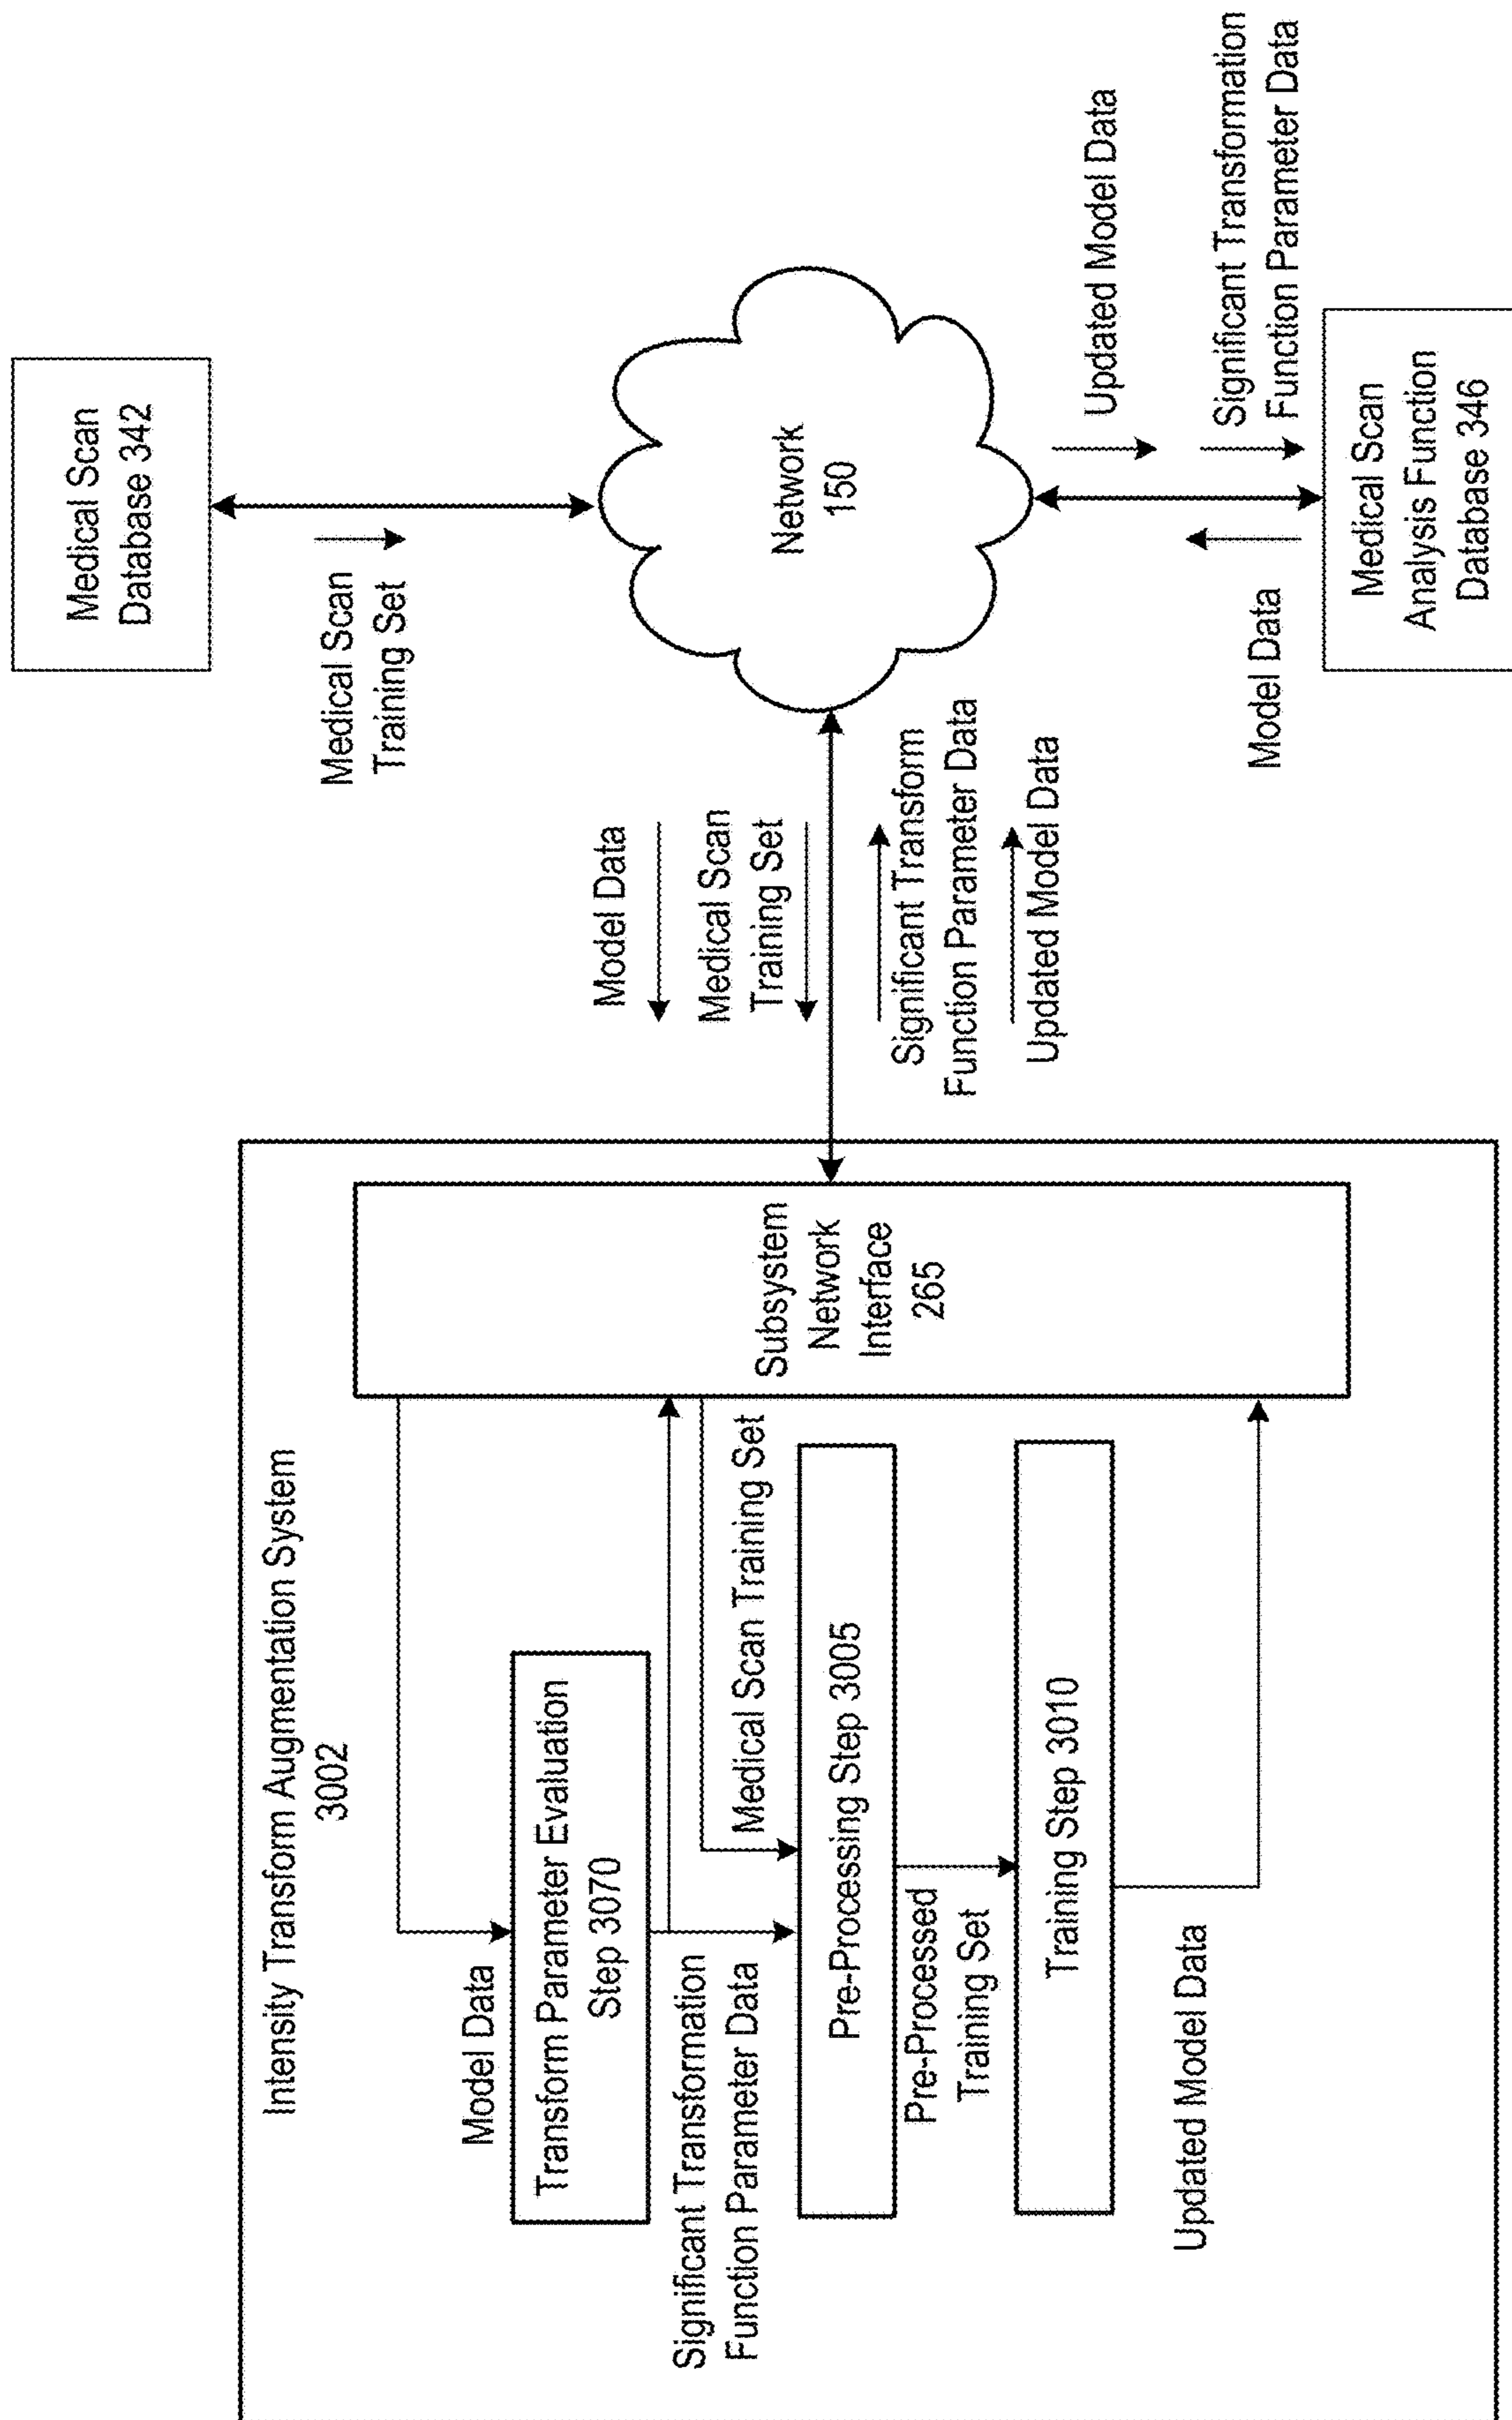 Intensity Transform Augmentation System
3002
Model Data
Transform Parameter Evaluation
Step 3070
Significant Transformation
Function Parameter Data
Medical Scan Training Set
Pre-Processing Step 3005
Pre-Processed
Training Set
Training Step 3010
Updated Model Data
Subsystem
Network
Interface
265
Model Data
Medical Scan
Training Set
Significant Transform
Function Parameter Data
Updated Model Data
Medical Scan
Database 342
Medical Scan
Training Set
Network
150
Updated Model Data
Significant Transformation
Function Parameter Data
Model Data
Medical Scan
Analysis Function
Database 346